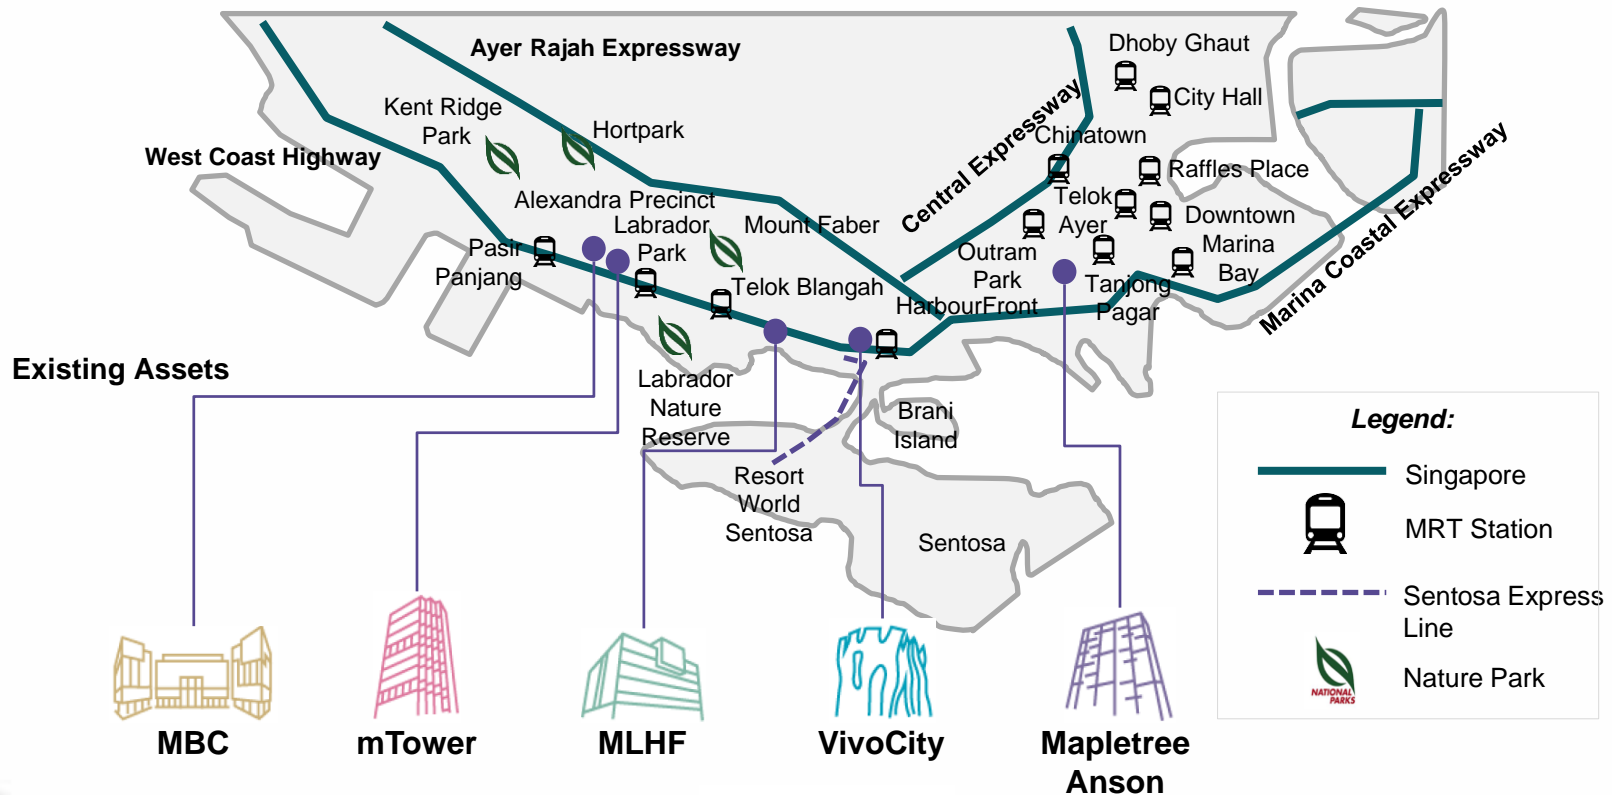 Dhoby Ghaut
Ayer Rajah Expressway
City Hall
Kent Ridge
Park
Hortpark
Central Expressway
Chinatown
West Coast Highway
Raffles Place
Marina Coastal Expressway
Alexandra Precinct
Telok
Ayer
Labrador
Park
Mount Faber
Downtown
Marina
Bay
Pasir
Panjang
Outram
Park
Tanjong
Pagar
Telok Blangah
HarbourFront
Existing Assets
Labrador
Nature
Reserve
Brani
Island
Resort
World
Sentosa
Sentosa
Legend:
Singapore
MRT Station
Sentosa Express
Line
NATIONAL
PARKS
Nature Park
MBC
mTower
MLHF
VivoCity
Mapletree
Anson